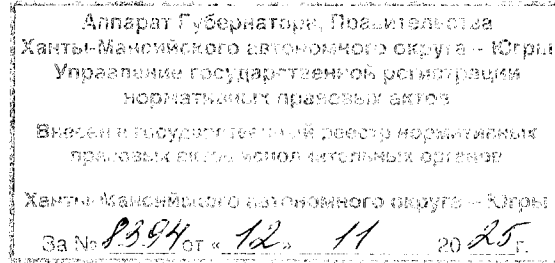 Аппарат Губернатора, Правительства
Ханты-Мансийского автономного округа – Югры
Управление государственной регистрации
нормативных правовых актов
Внесен в государственный реестр нормативных
правовых актов исполнительных органов
Ханты-Мансийского автономного округа – Югры
За № 8394 от « 12 » 11 20 25 г.